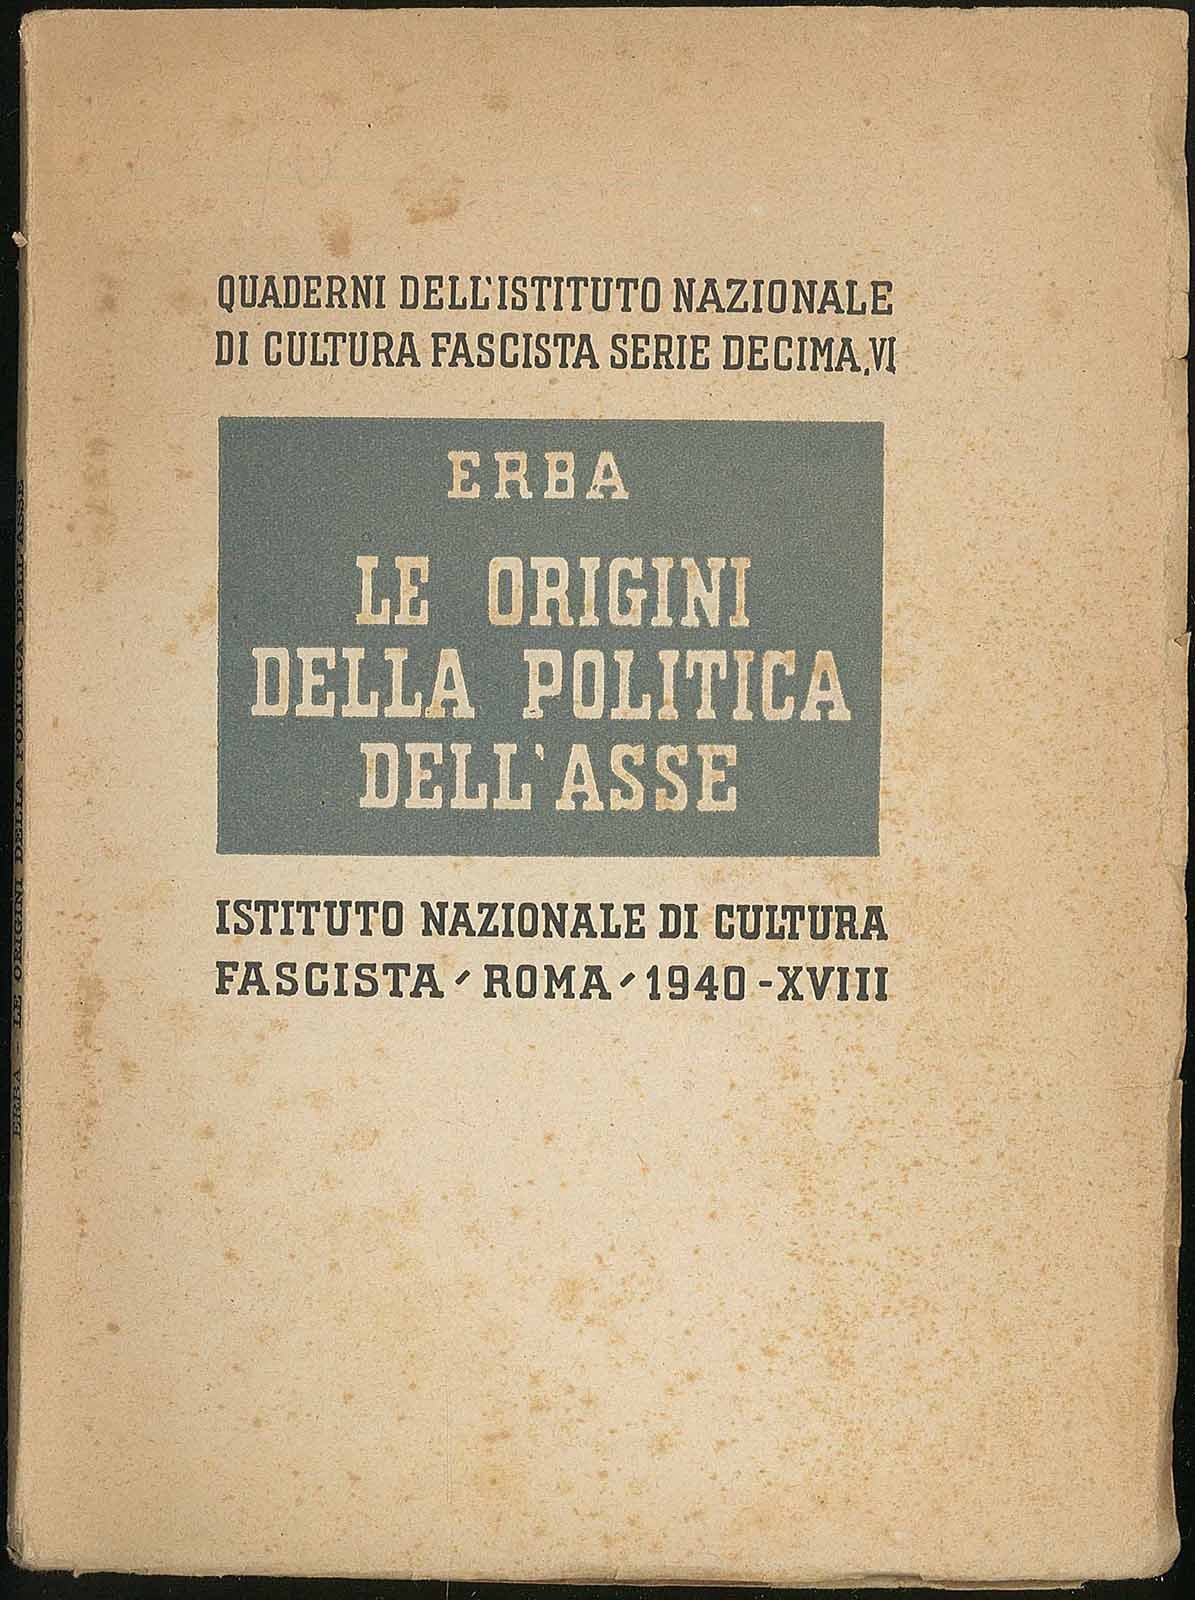 QUADERNI DELL'ISTITUTO NAZIONALE
DI CULTURA FASCISTA SERIE DECIMA, VI
ERBA
LE ORIGINI
DELLA POLITICA
DELL'ASSE
ISTITUTO NAZIONALE DI CULTURA
FASCISTA - ROMA - 1940 - XVIII
ERBA - LE ORIGINI DELLA POLITICA DELL'ASSE